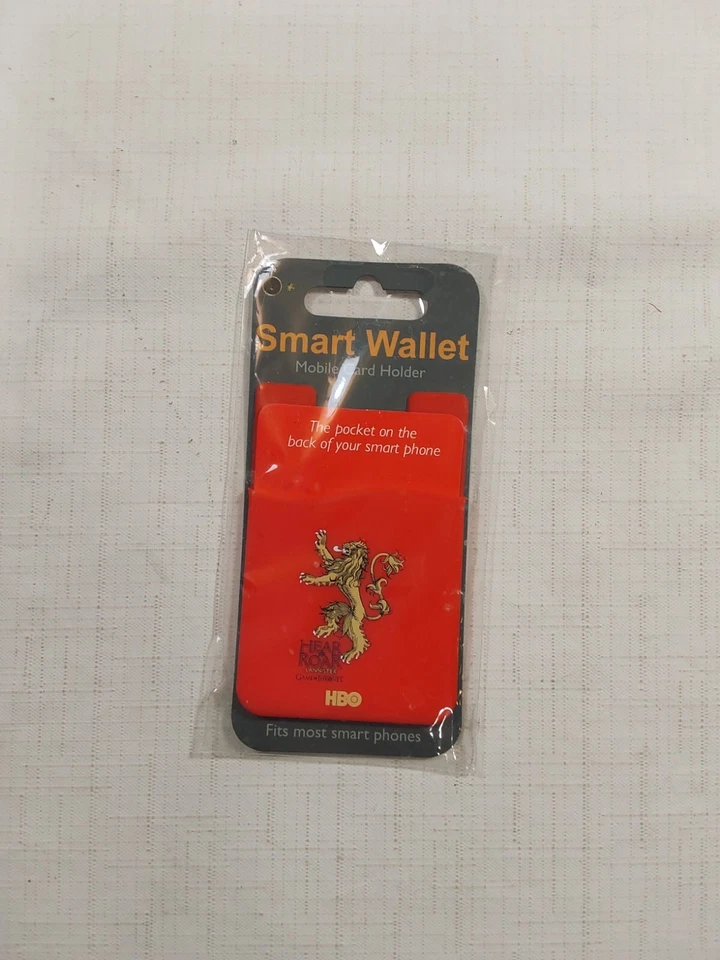 Smart Wallet
Mobile Card Holder
The pocket on the
back of your smart phone
HEAR
ROAR
HBO
Fits most smart phones